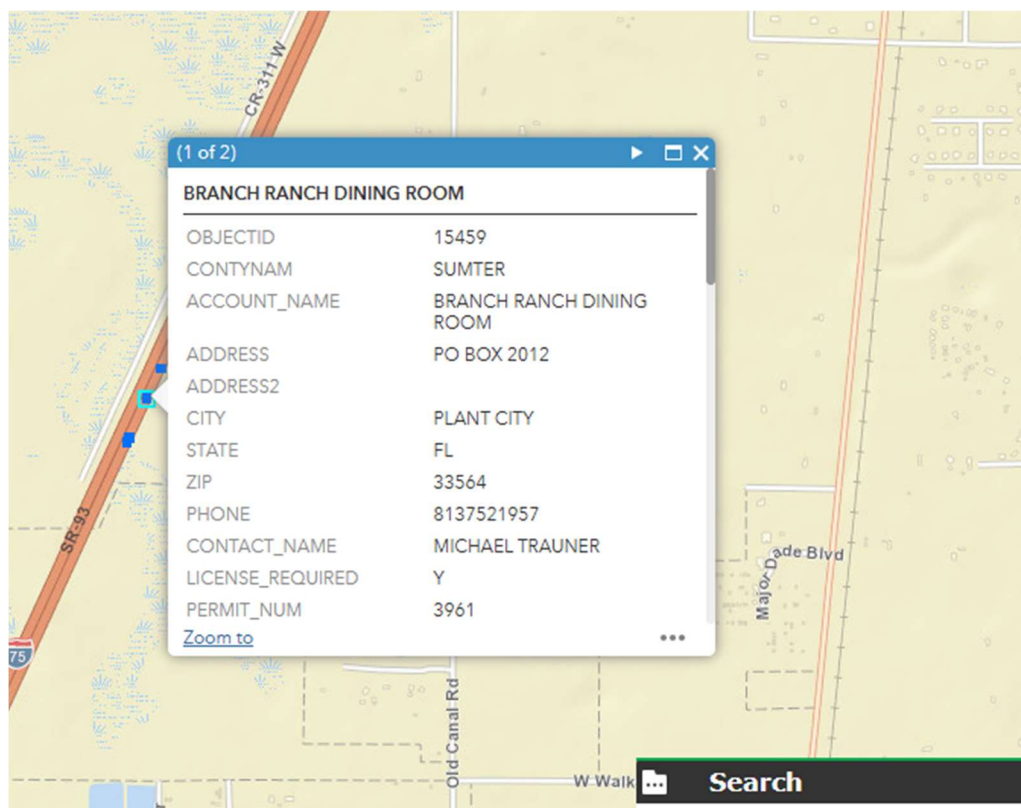 CR-311 W
(1 of 2)
BRANCH RANCH DINING ROOM
OBJECTID 15459
CONTYNAM SUMTER
ACCOUNT_NAME BRANCH RANCH DINING
ROOM
ADDRESS PO BOX 2012
ADDRESS2
CITY PLANT CITY
STATE FL
ZIP 33564
PHONE 8137521957
CONTACT_NAME MICHAEL TRAUNER
LICENSE_REQUIRED Y
PERMIT_NUM 3961
Zoom to
SR-93
75
Major Dade Blvd
Old Canal Rd
W Walk
Search